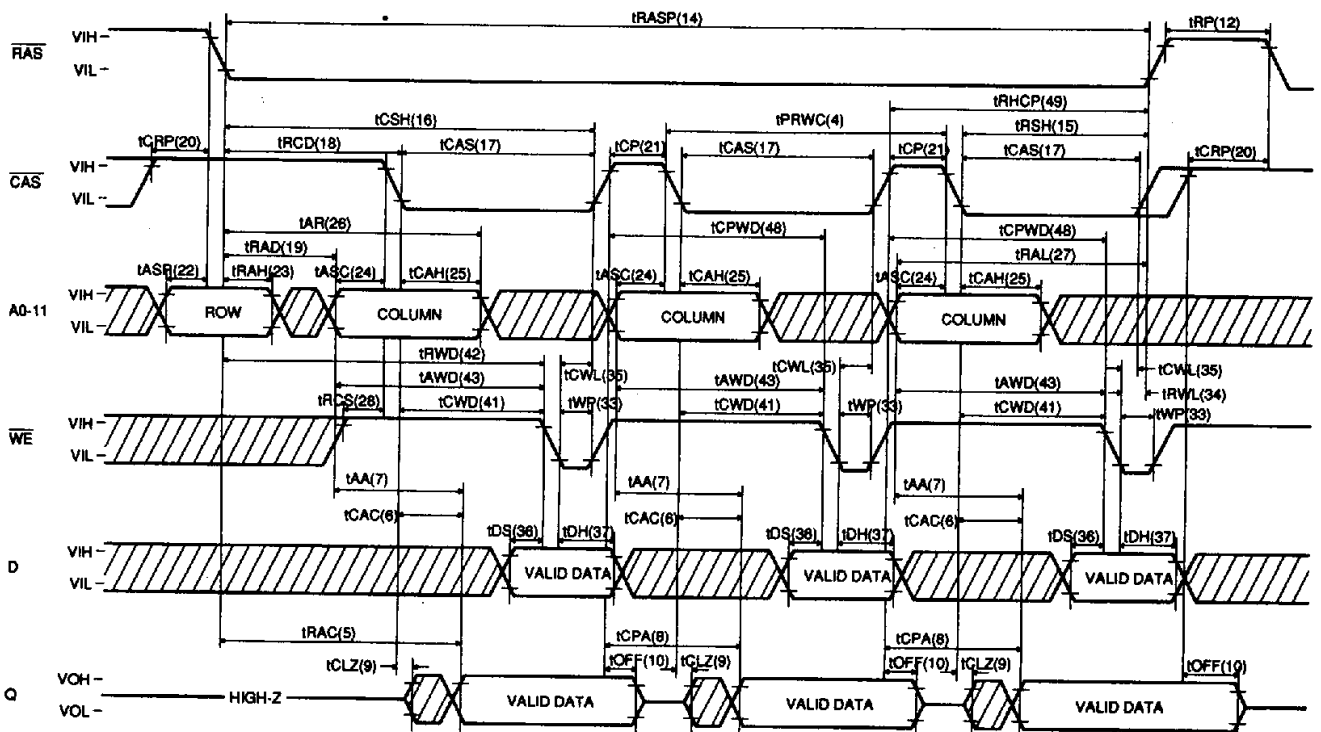 tRASP(14) tRP(12)
RAS VIH
VIL
tRHCP(49)
tCSH(16) tPRWC(4) tRSH(15)
tCRP(20) tRCD(18) tCAS(17) tCP(21) tCAS(17) tCP(21) tCAS(17) tCRP(20)
CAS VIH
VIL
tAR(26) tCPWD(48) tCPWD(48)
tRAD(19) tRAL(27)
tASR(22) tRAH(23) tASC(24) tCAH(25) tASC(24) tCAH(25) tASC(24) tCAH(25)
A0-11 VIH
VIL
ROW COLUMN COLUMN COLUMN
tRWD(42) tCWL(35) tCWL(35) tCWL(35)
tAWD(43) tAWD(43) tAWD(43) tRWL(34)
tRCS(28) tCWD(41) tWP(33) tCWD(41) tWP(33) tCWD(41) tWP(33)
WE VIH
VIL
tAA(7) tAA(7) tAA(7)
tCAC(6) tCAC(6) tCAC(6)
tDS(36) tDH(37) tDS(36) tDH(37) tDS(36) tDH(37)
D VIH
VIL
VALID DATA VALID DATA VALID DATA
tRAC(5) tCPA(8) tCPA(8)
tCLZ(9) tOFF(10) tCLZ(9) tOFF(10) tCLZ(9) tOFF(10)
Q VOH
VOL
HIGH-Z VALID DATA VALID DATA VALID DATA